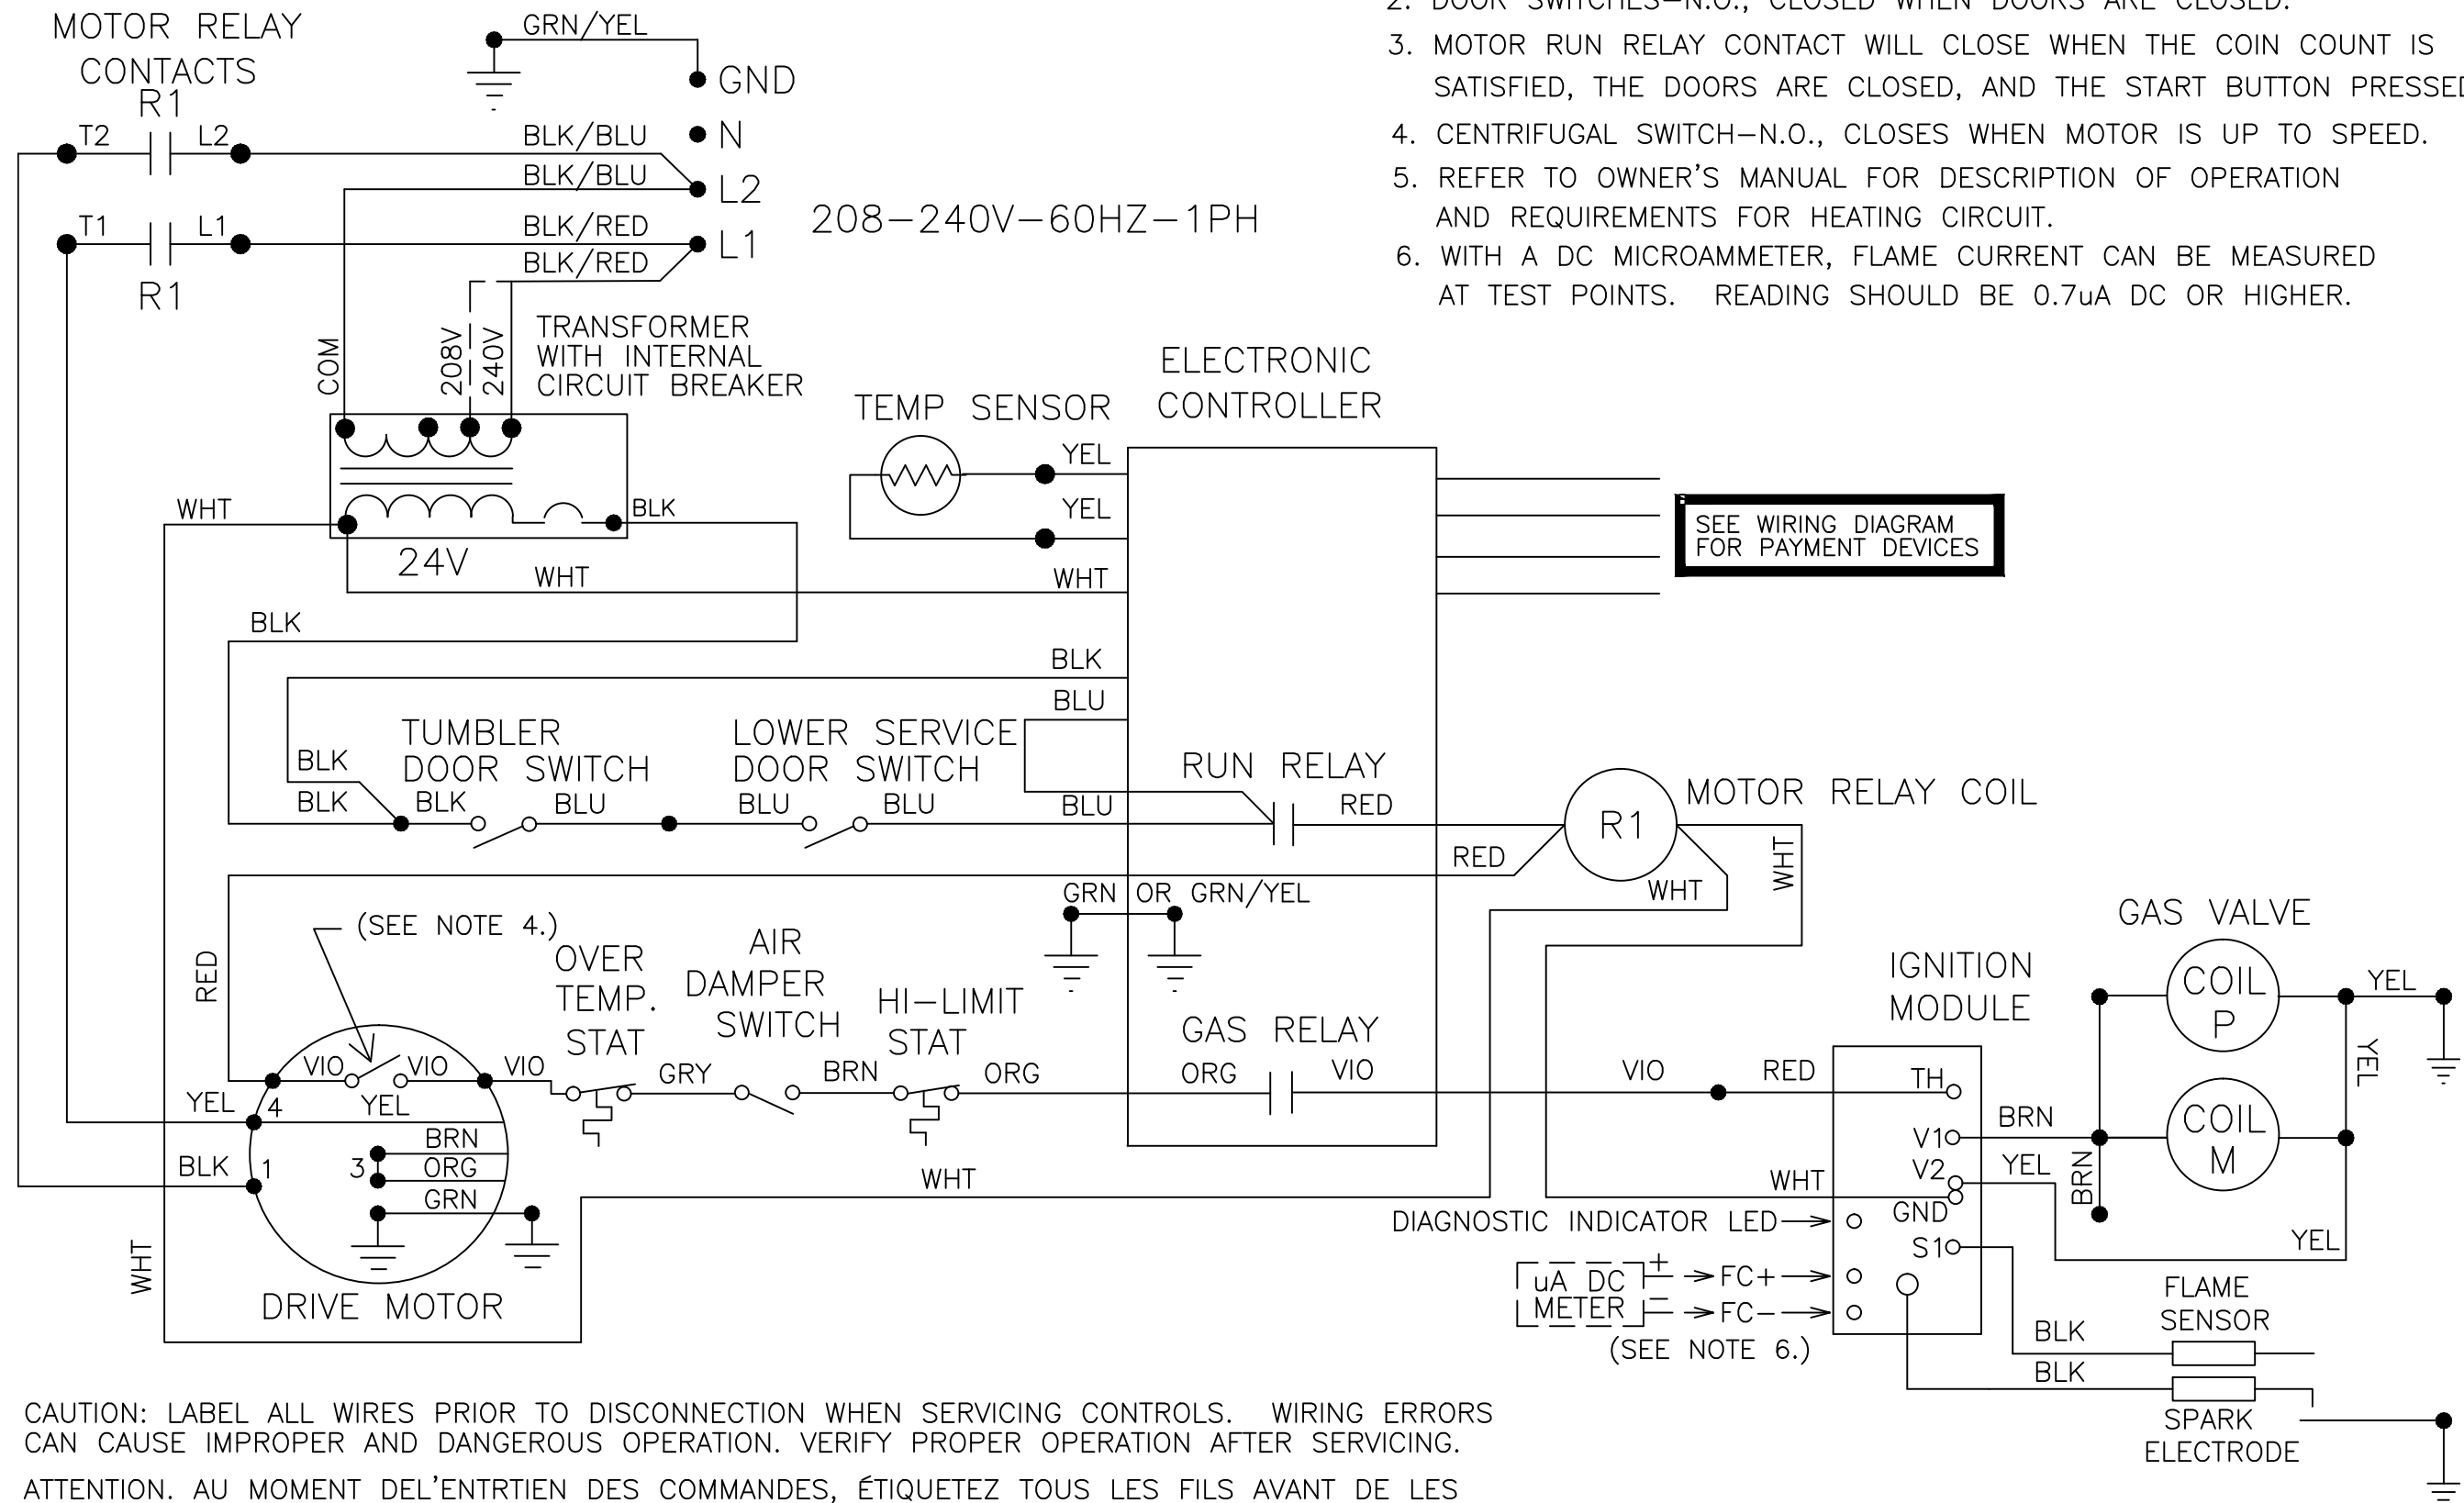 2. DOOR SWITCHES-N.O., CLOSED WHEN DOORS ARE CLOSED.
3. MOTOR RUN RELAY CONTACT WILL CLOSE WHEN THE COIN COUNT IS
SATISFIED, THE DOORS ARE CLOSED, AND THE START BUTTON PRESSED
4. CENTRIFUGAL SWITCH-N.O., CLOSES WHEN MOTOR IS UP TO SPEED.
5. REFER TO OWNER'S MANUAL FOR DESCRIPTION OF OPERATION
AND REQUIREMENTS FOR HEATING CIRCUIT.
6. WITH A DC MICROAMMETER, FLAME CURRENT CAN BE MEASURED
AT TEST POINTS. READING SHOULD BE 0.7uA DC OR HIGHER.
MOTOR RELAY
CONTACTS
R1
T2 L2
T1 L1
R1
GRN/YEL
GND
N
BLK/BLU
BLK/BLU
L2
BLK/RED
L1
BLK/RED
208-240V-60HZ-1PH
COM
208V
240V
TRANSFORMER
WITH INTERNAL
CIRCUIT BREAKER
WHT
BLK
24V
WHT
WHT
BLK
TEMP SENSOR
YEL
YEL
ELECTRONIC
CONTROLLER
SEE WIRING DIAGRAM
FOR PAYMENT DEVICES
BLK
BLU
TUMBLER
DOOR SWITCH
LOWER SERVICE
DOOR SWITCH
BLK
BLK BLK BLU BLU BLU BLU
RUN RELAY
RED
R1
MOTOR RELAY COIL
RED
WHT
WHT
GRN OR GRN/YEL
RED
(SEE NOTE 4.)
OVER
TEMP.
STAT
AIR
DAMPER
SWITCH
HI-LIMIT
STAT
GAS RELAY
VIO VIO VIO GRY BRN ORG ORG VIO VIO RED
YEL 4 YEL
BRN
BLK 1 3 ORG
GRN
WHT
WHT
DRIVE MOTOR
IGNITION
MODULE
TH
V1
V2
GND
S1
WHT
BRN
YEL
BRN
YEL
GAS VALVE
COIL
P
YEL
YEL
COIL
M
DIAGNOSTIC INDICATOR LED
uA DC
METER
+ FC+
- FC-
(SEE NOTE 6.)
FLAME
SENSOR
BLK
BLK
SPARK
ELECTRODE
CAUTION: LABEL ALL WIRES PRIOR TO DISCONNECTION WHEN SERVICING CONTROLS. WIRING ERRORS
CAN CAUSE IMPROPER AND DANGEROUS OPERATION. VERIFY PROPER OPERATION AFTER SERVICING.
ATTENTION. AU MOMENT DEL'ENTRTIEN DES COMMANDES, ÉTIQUETEZ TOUS LES FILS AVANT DE LES